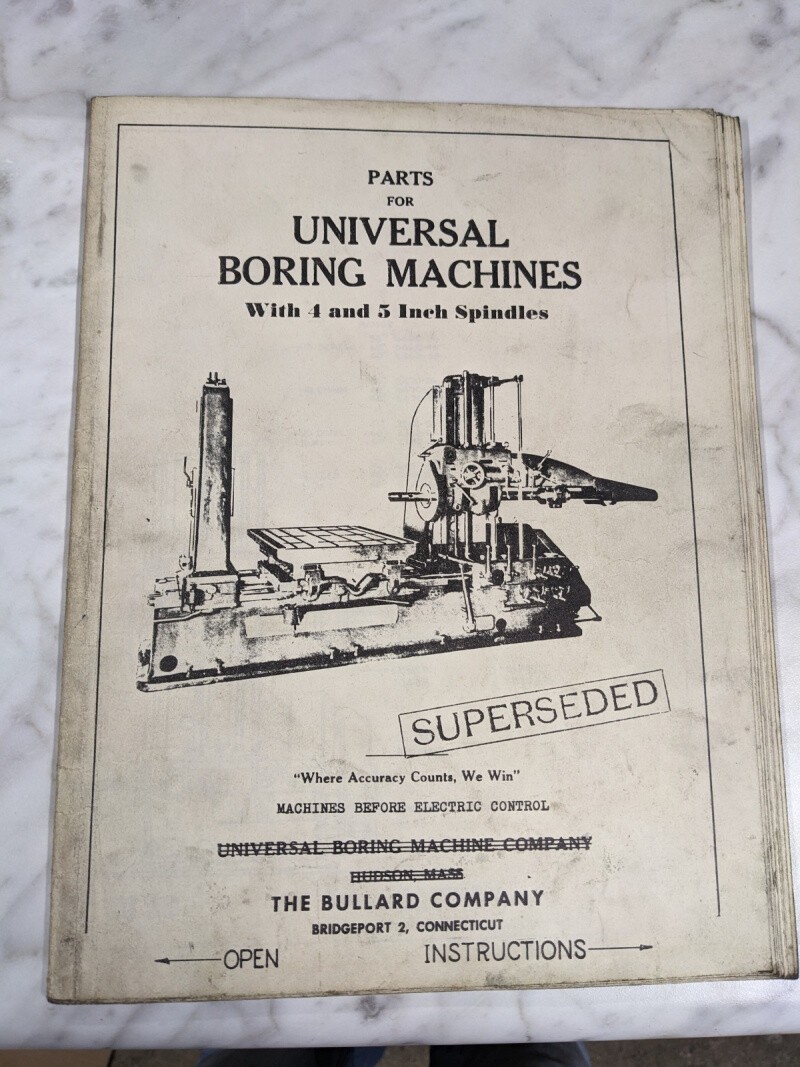 PARTS
FOR
UNIVERSAL
BORING MACHINES
With 4 and 5 Inch Spindles
SUPERSEDED
"Where Accuracy Counts, We Win"
MACHINES BEFORE ELECTRIC CONTROL
UNIVERSAL BORING MACHINE COMPANY
HUDSON, MASS
THE BULLARD COMPANY
BRIDGEPORT 2, CONNECTICUT
OPEN INSTRUCTIONS